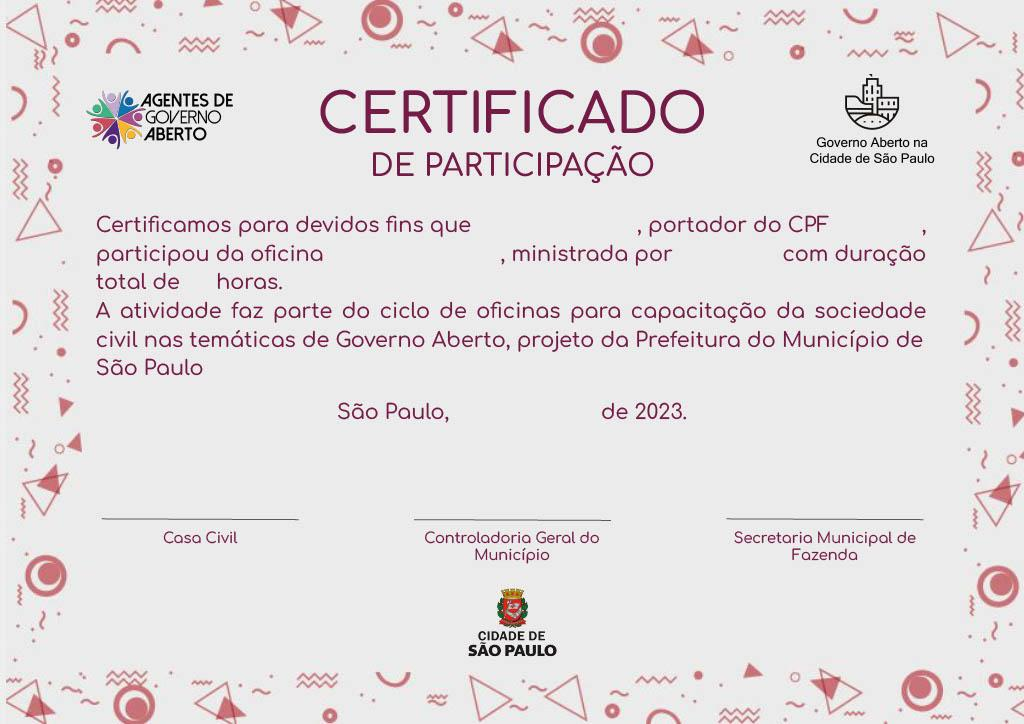 AGENTES DE
GOVERNO
ABERTO
CERTIFICADO
DE PARTICIPAÇÃO
Governo Aberto na
Cidade de São Paulo
Certificamos para devidos fins que , portador do CPF ,
participou da oficina , ministrada por com duração
total de horas.
A atividade faz parte do ciclo de oficinas para capacitação da sociedade
civil nas temáticas de Governo Aberto, projeto da Prefeitura do Município de
São Paulo
São Paulo, de 2023.
Casa Civil
Controladoria Geral do
Município
Secretaria Municipal de
Fazenda
CIDADE DE
SÃO PAULO